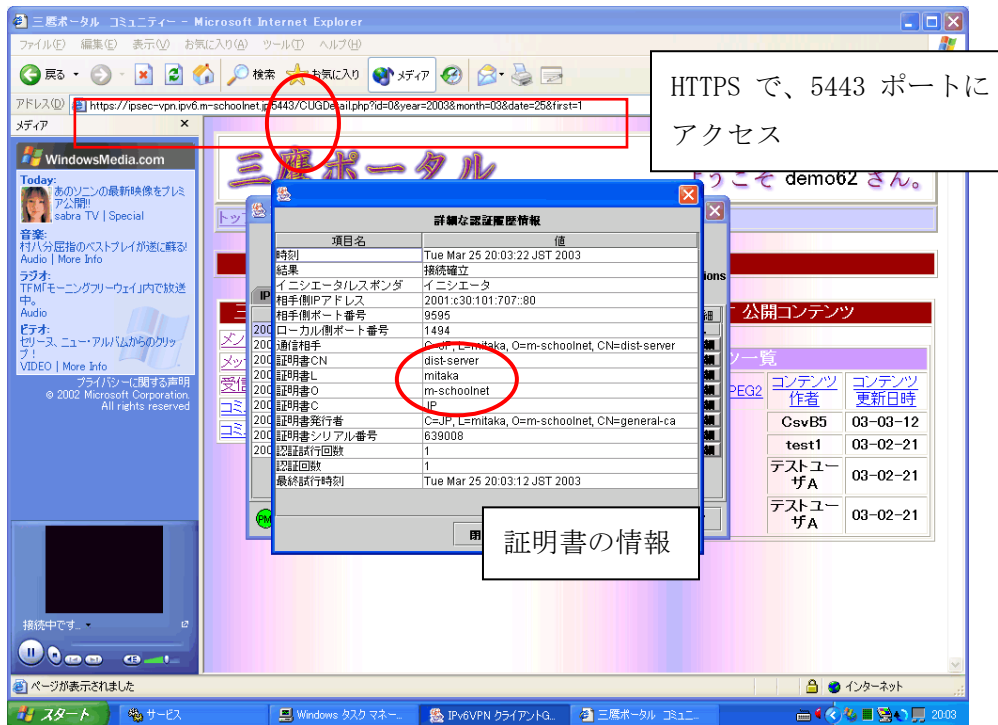 三鷹ポータル コミュニティー - Microsoft Internet Explorer
ファイル(F) 編集(E) 表示(V) お気に入り(A) ツール(T) ヘルプ(H)
戻る 検索 お気に入り メディア
アドレス(D) https://ipsec-vpn.ipv6.m-schoolnet.jp:5443/CUGDetail.php?id=0&year=2003&month=03&date=25&first=1
HTTPS で、5443 ポートに
アクセス
メディア ×
WindowsMedia.com
Today:
あのソニンの最新映像をプレミ
ア公開!!
sabra TV | Special
音楽:
村八分屈指のベストプレイが遂に蘇る!
Audio | More Info
ラジオ:
TFM『モーニングフリーウェイ』内で放送
中。
Audio
ビデオ:
セリーヌ、ニュー・アルバムからのクリッ
プ!
VIDEO | More Info
プライバシーに関する声明
© 2002 Microsoft Corporation.
All rights reserved
接続中です...
三鷹ポータル
ようこそ demo62 さん。
詳細な認証履歴情報
項目名 値
時刻 Tue Mar 25 20:03:22 JST 2003
結果 接続確立
イニシエータ/レスポンダ イニシエータ
相手側IPアドレス 2001:c30:101:707::80
相手側ポート番号 9595
ローカル側ポート番号 1494
通信相手 C=JP, L=mitaka, O=m-schoolnet, CN=dist-server
証明書CN dist-server
証明書L mitaka
証明書O m-schoolnet
証明書C JP
証明書発行者 C=JP, L=mitaka, O=m-schoolnet, CN=general-ca
証明書シリアル番号 639008
認証試行回数 1
認証回数 1
最終試行時刻 Tue Mar 25 20:03:12 JST 2003
証明書の情報
ions
公開コンテンツ
ツ一覧
PEG2 コンテンツ作者 コンテンツ更新日時
CsvB5 03-03-12
test1 03-02-21
テストユーザA 03-02-21
テストユーザA 03-02-21
ページが表示されました インターネット
スタート サービス Windows タスク マネー... IPv6VPN クライアントG... 三鷹ポータル コミュニ... 20:03